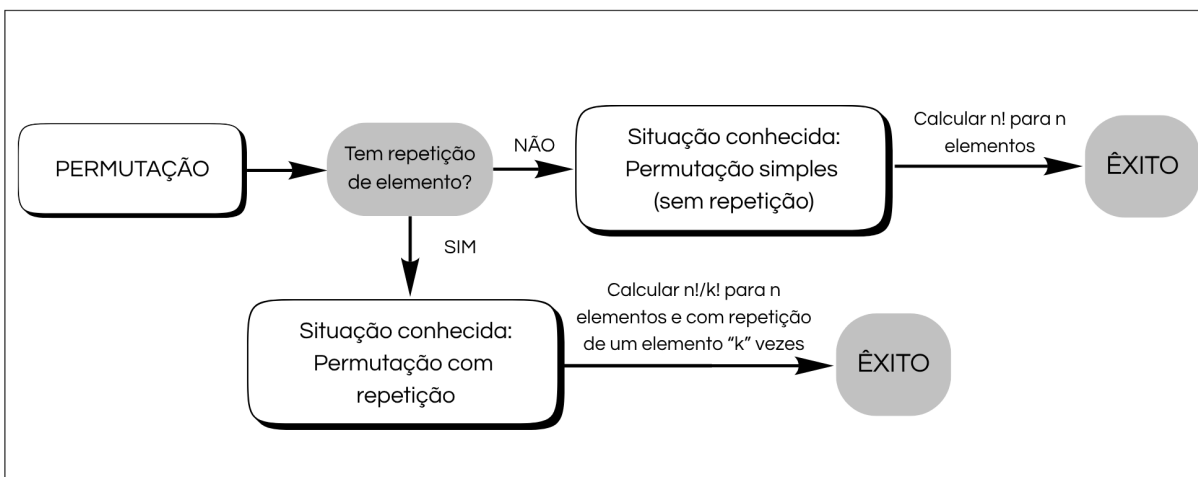 PERMUTAÇÃO
Tem repetição
de elemento?
NÃO
Situação conhecida:
Permutação simples
(sem repetição)
Calcular n! para n
elementos
ÊXITO
SIM
Situação conhecida:
Permutação com
repetição
Calcular n!/k! para n
elementos e com repetição
de um elemento “k” vezes
ÊXITO